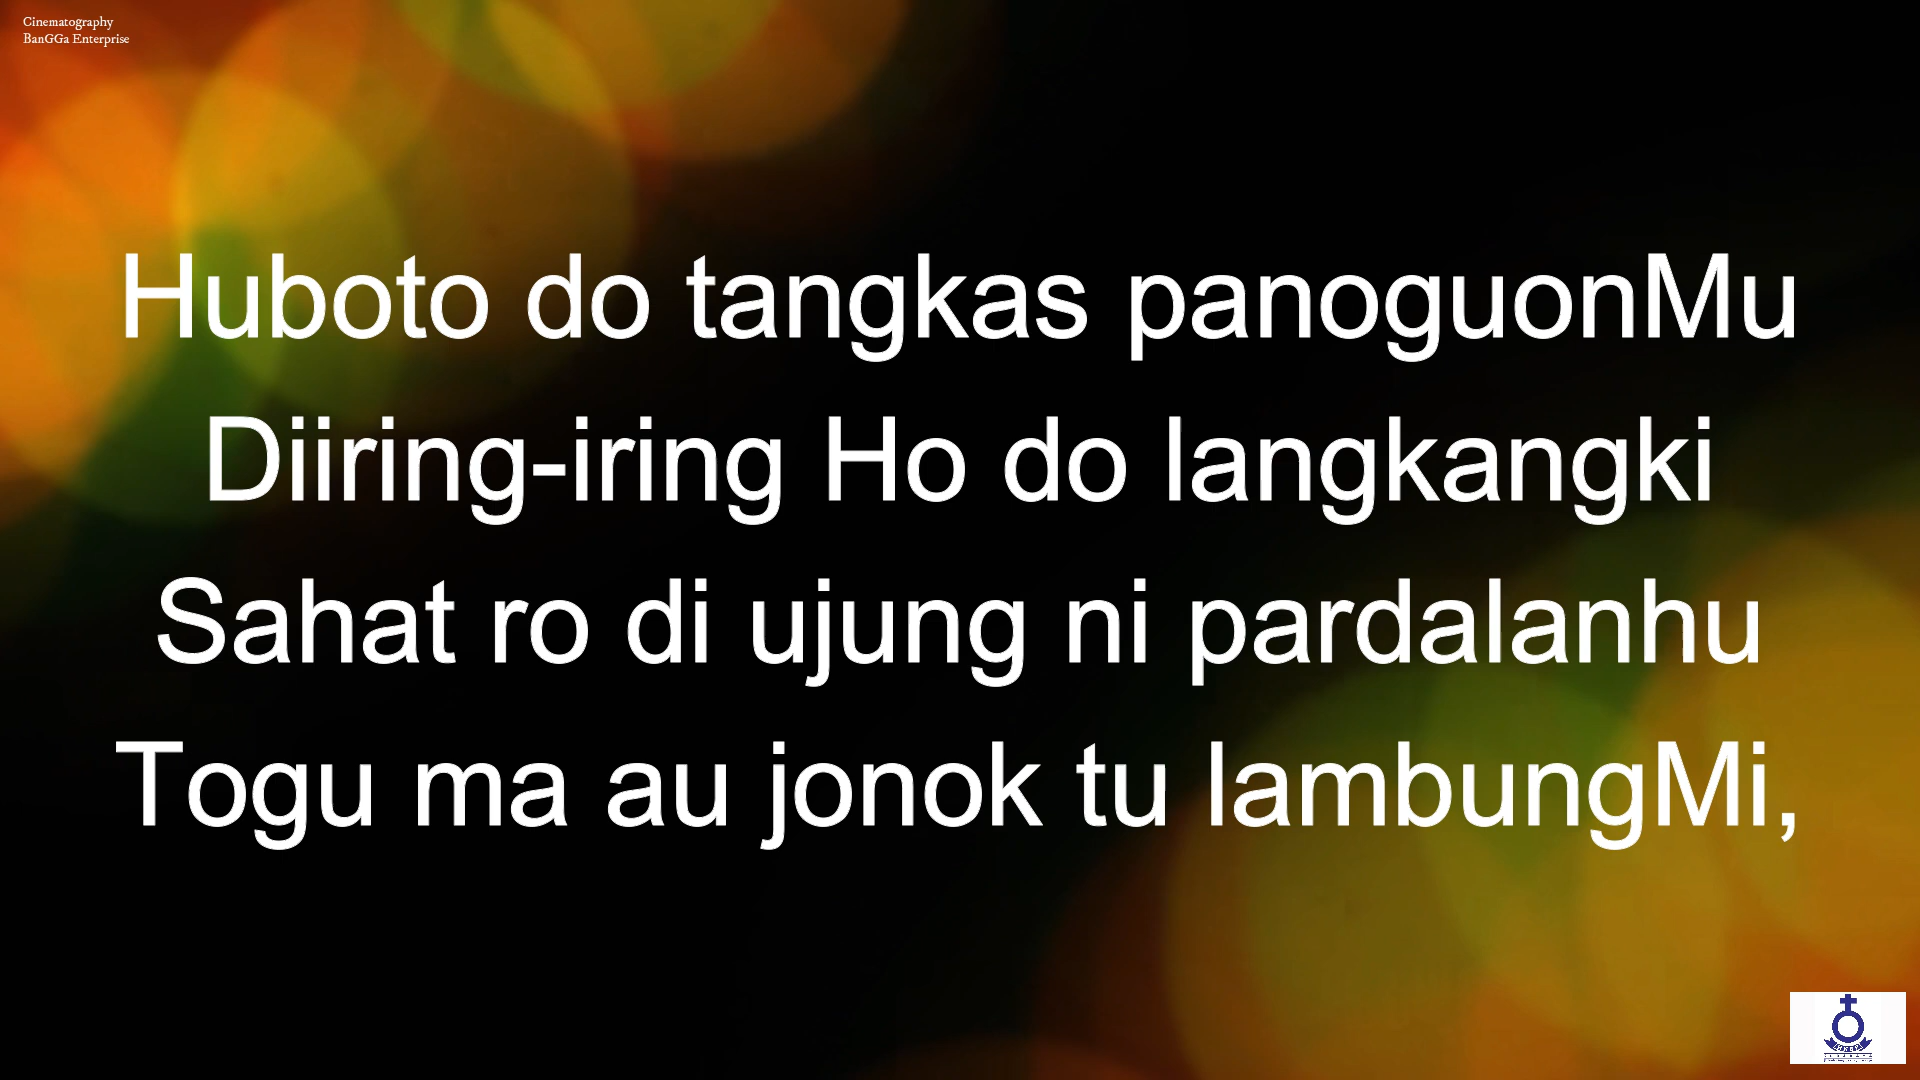 Cinematography
BanGGa Enterprise
Huboto do tangkas panoguonMu
Diiring-iring Ho do langkangki
Sahat ro di ujung ni pardalanhu
Togu ma au jonok tu lambungMi,